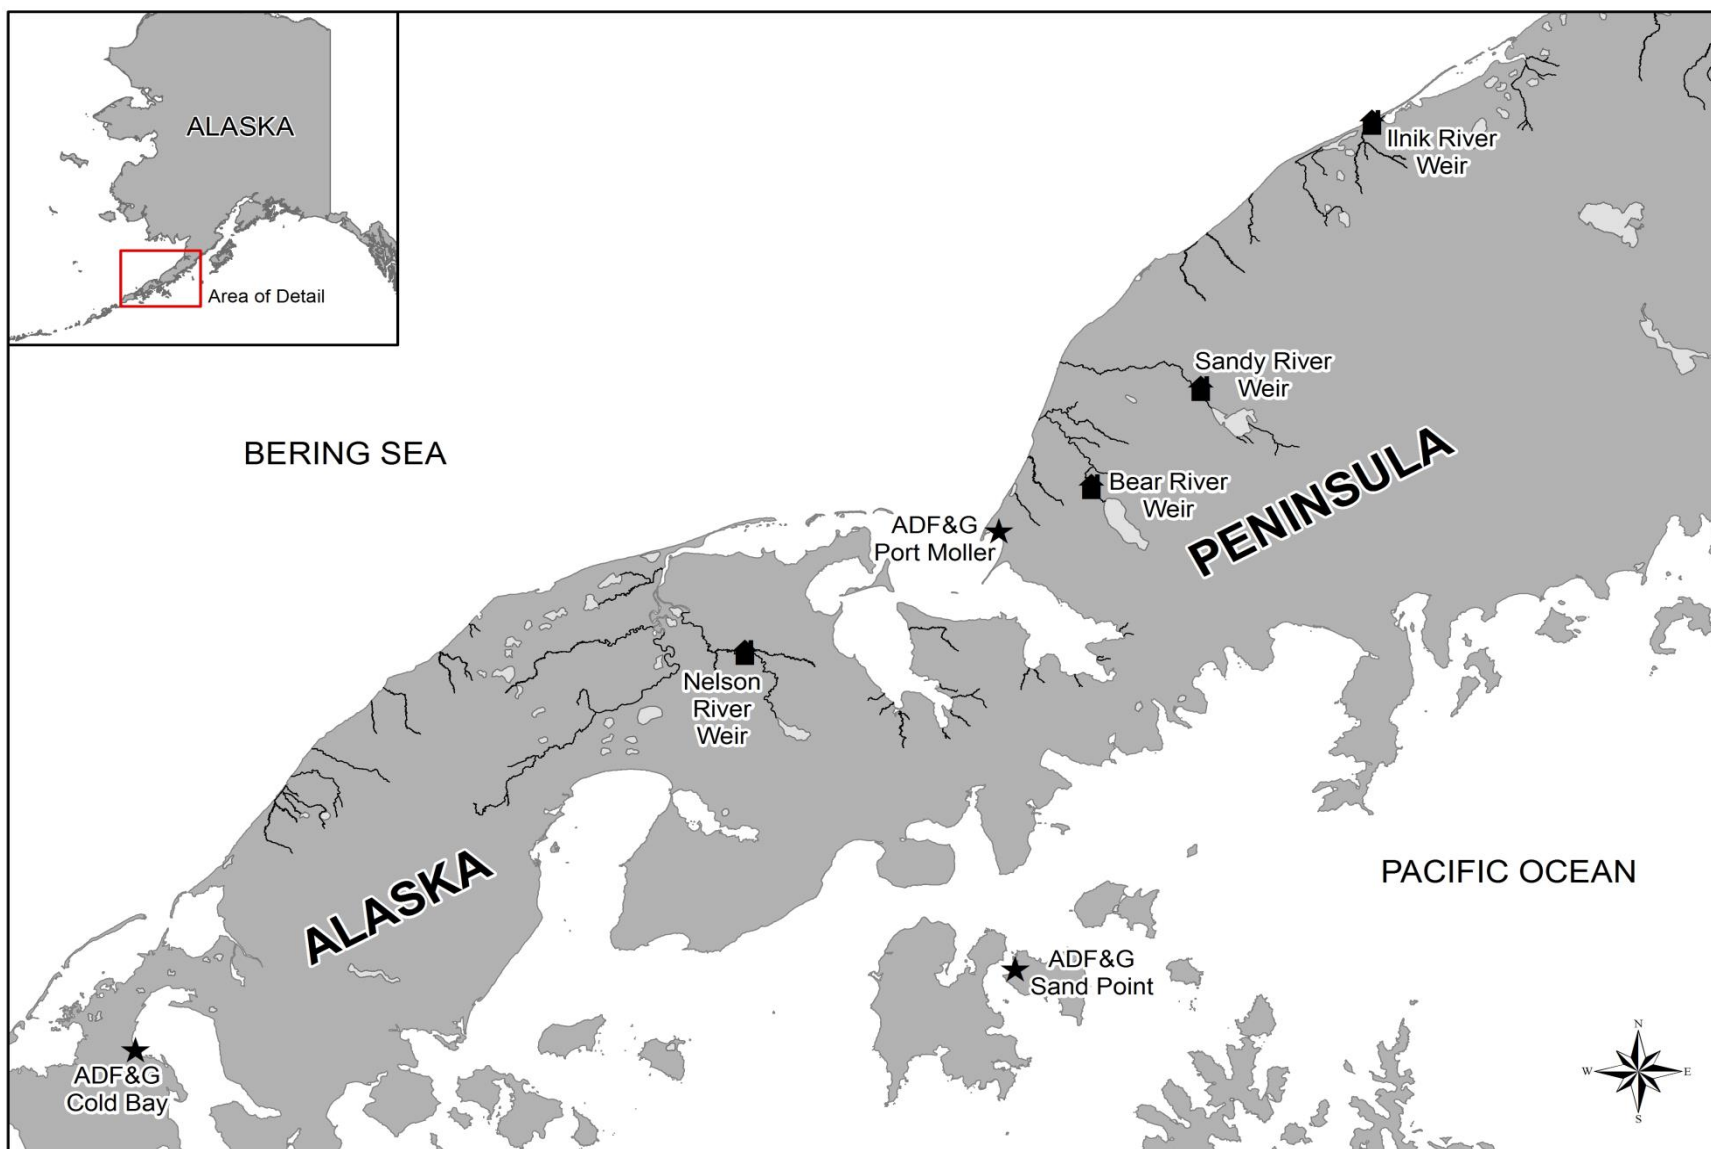 ALASKA
Area of Detail
Ilnik River
Weir
Sandy River
Weir
BERING SEA
Bear River
Weir
PENINSULA
ADF&G
Port Moller
Nelson
River
Weir
ALASKA
PACIFIC OCEAN
ADF&G
Sand Point
ADF&G
Cold Bay
N
W
E
S